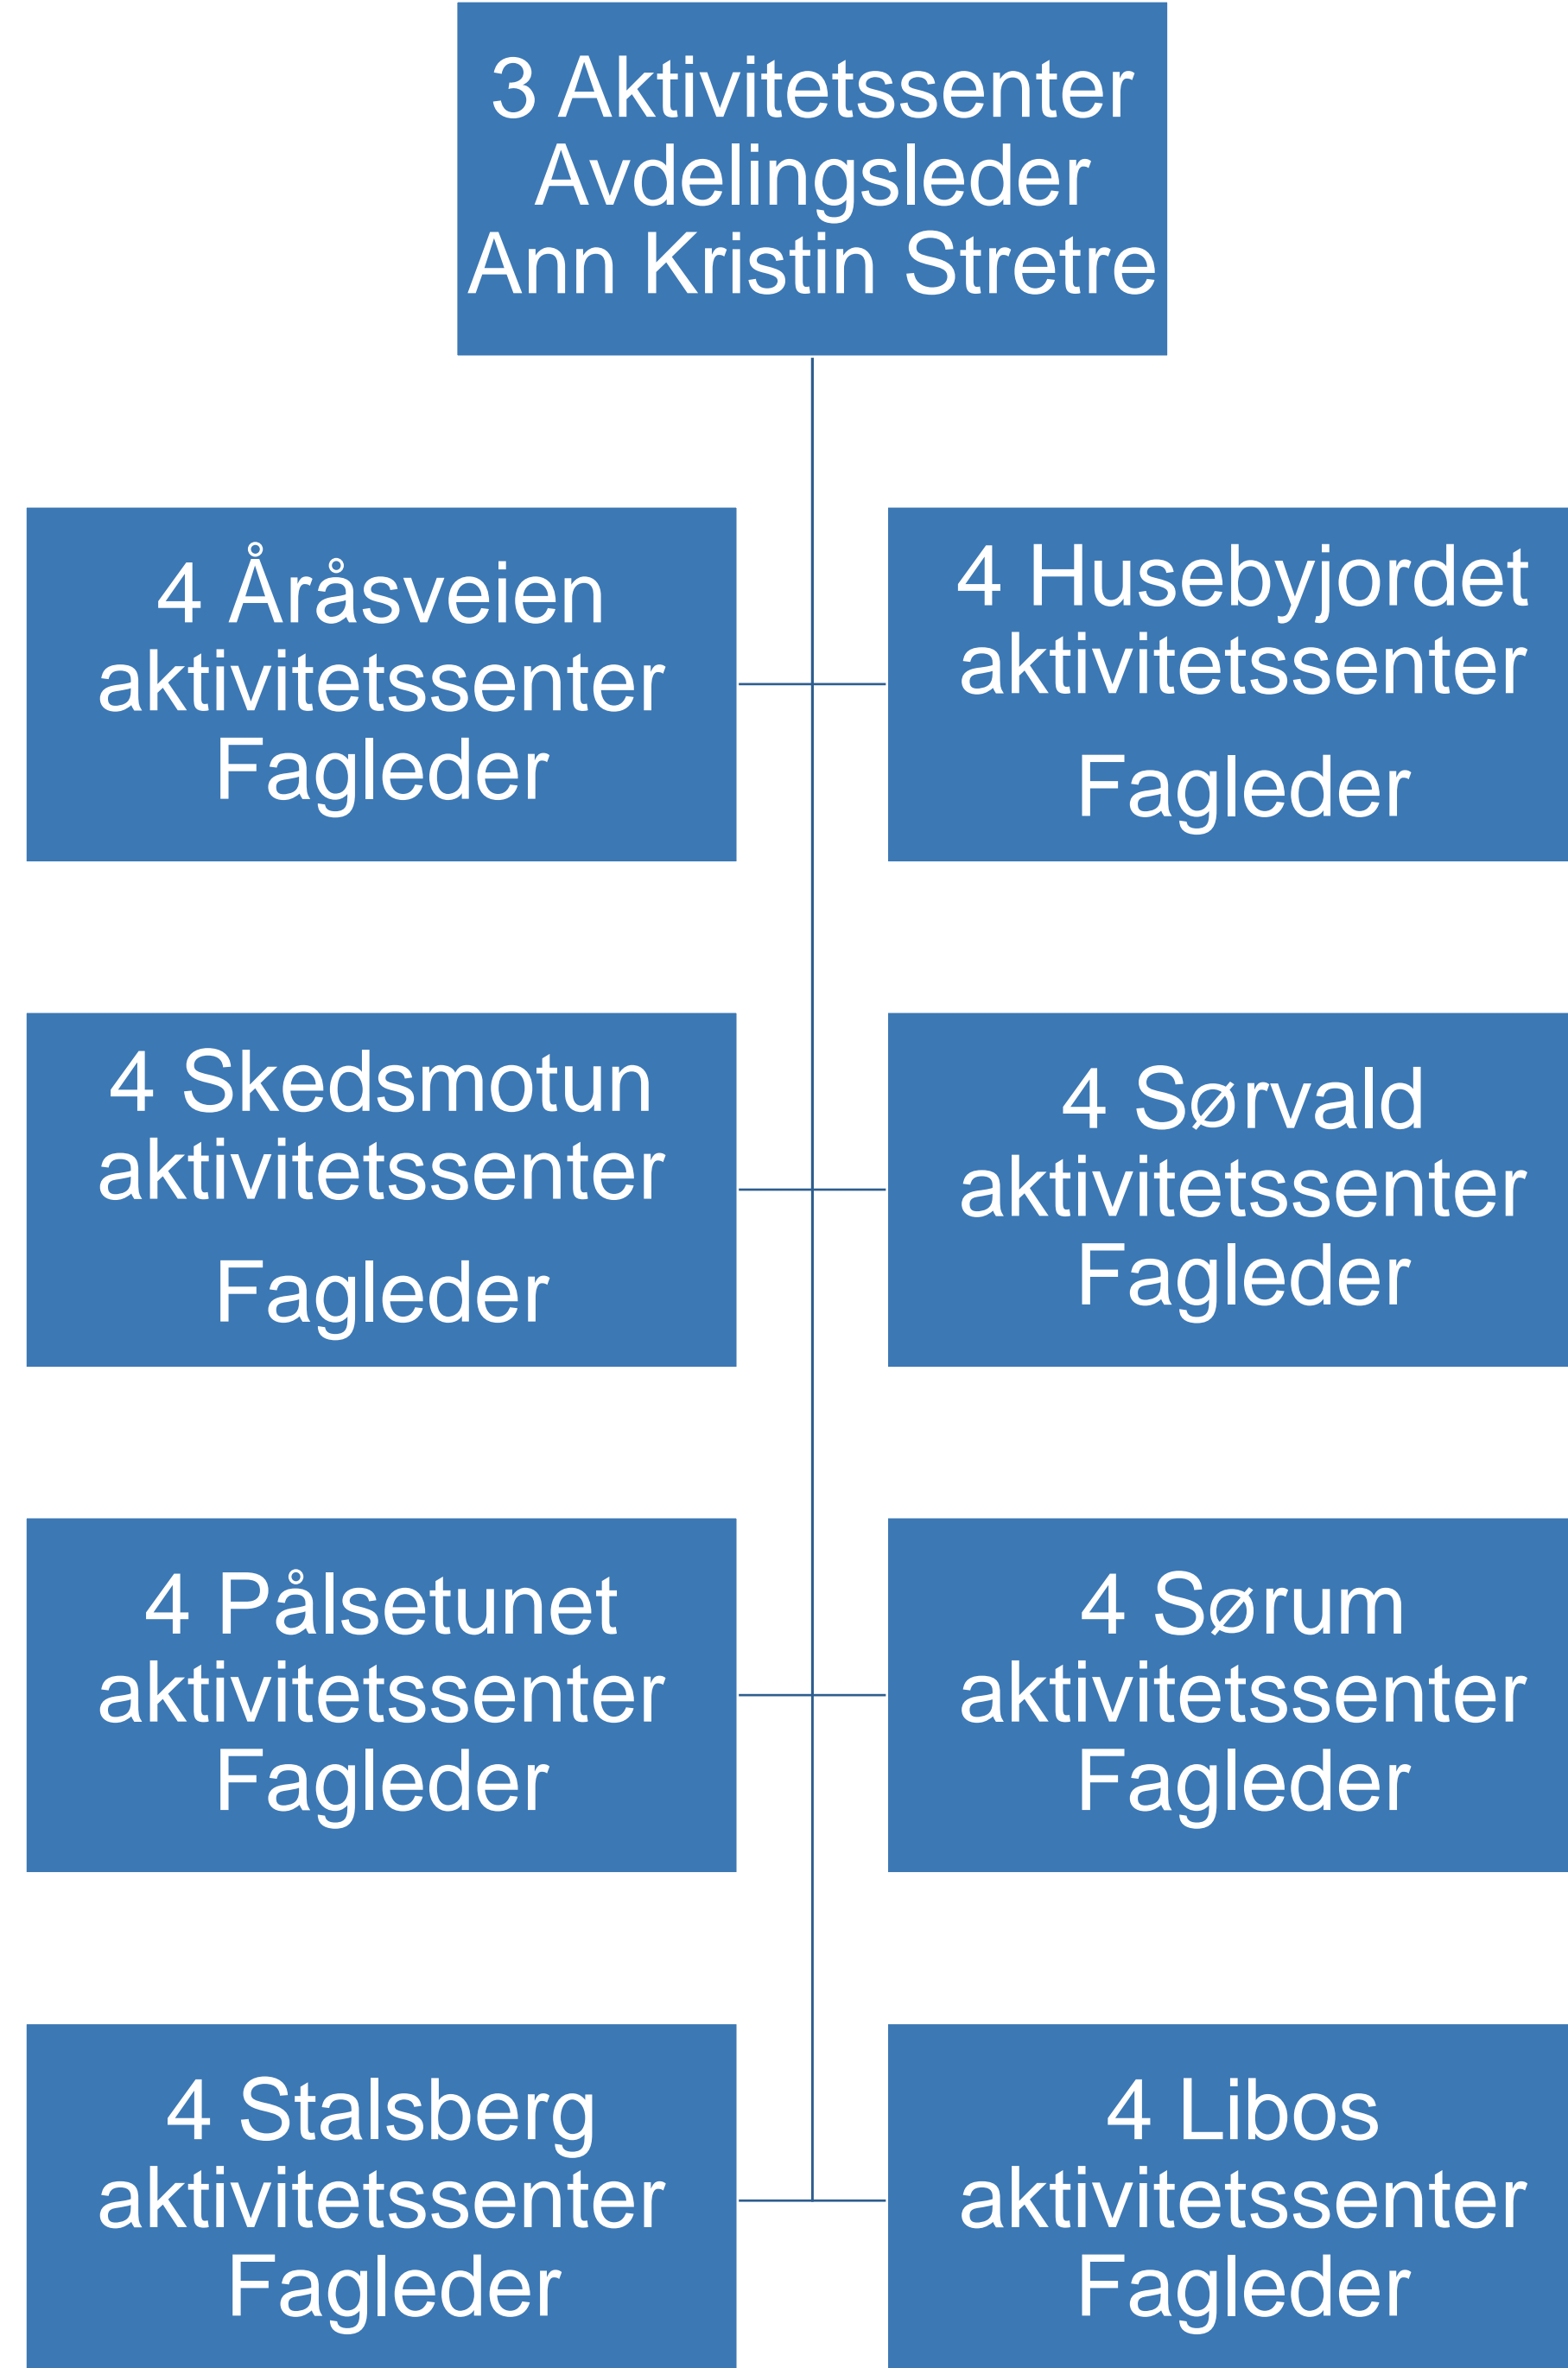 3 Aktivitetssenter
Avdelingsleder
Ann Kristin Stretre
4 Åråsveien
aktivitetssenter
Fagleder
4 Husebyjordet
aktivitetssenter
Fagleder
4 Skedsmotun
aktivitetssenter
Fagleder
4 Sørvald
aktivitetssenter
Fagleder
4 Pålsetunet
aktivitetssenter
Fagleder
4 Sørum
aktivitetssenter
Fagleder
4 Stalsberg
aktivitetssenter
Fagleder
4 Libos
aktivitetssenter
Fagleder